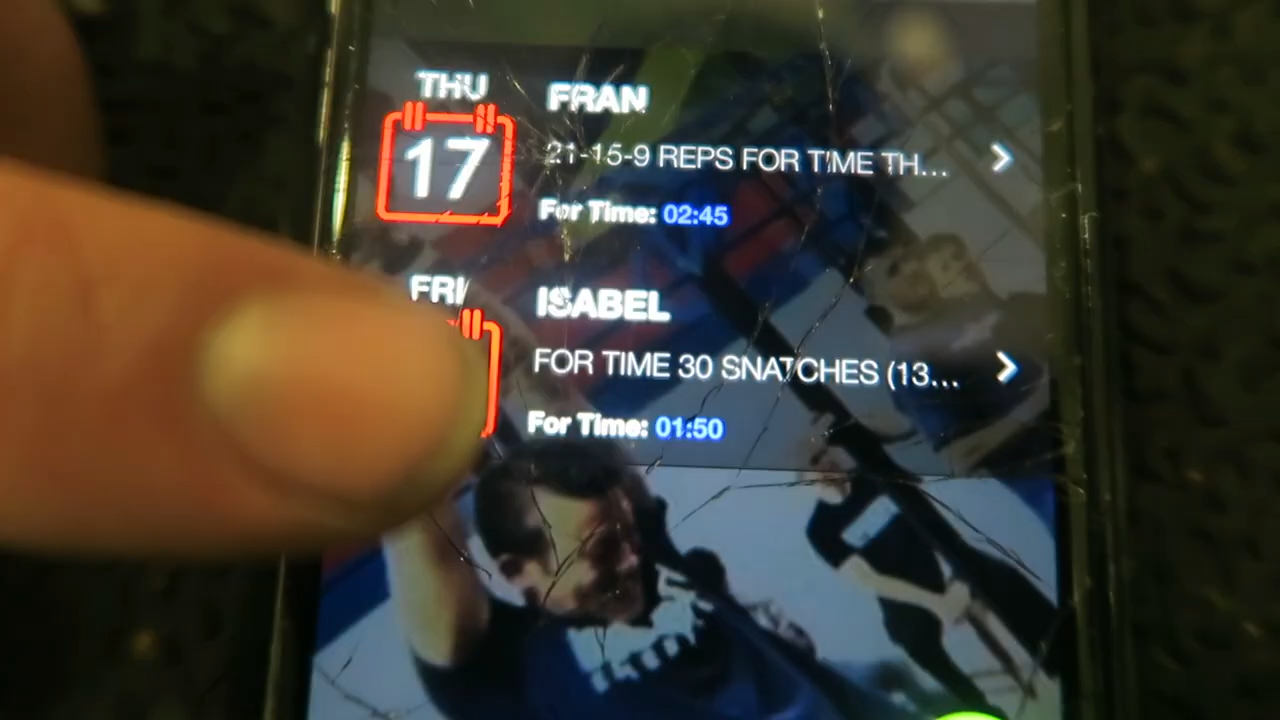 THU
17
FRAN
21-15-9 REPS FOR TIME TH...
For Time: 02:45
FRI
ISABEL
FOR TIME 30 SNATCHES (13...
For Time: 01:50